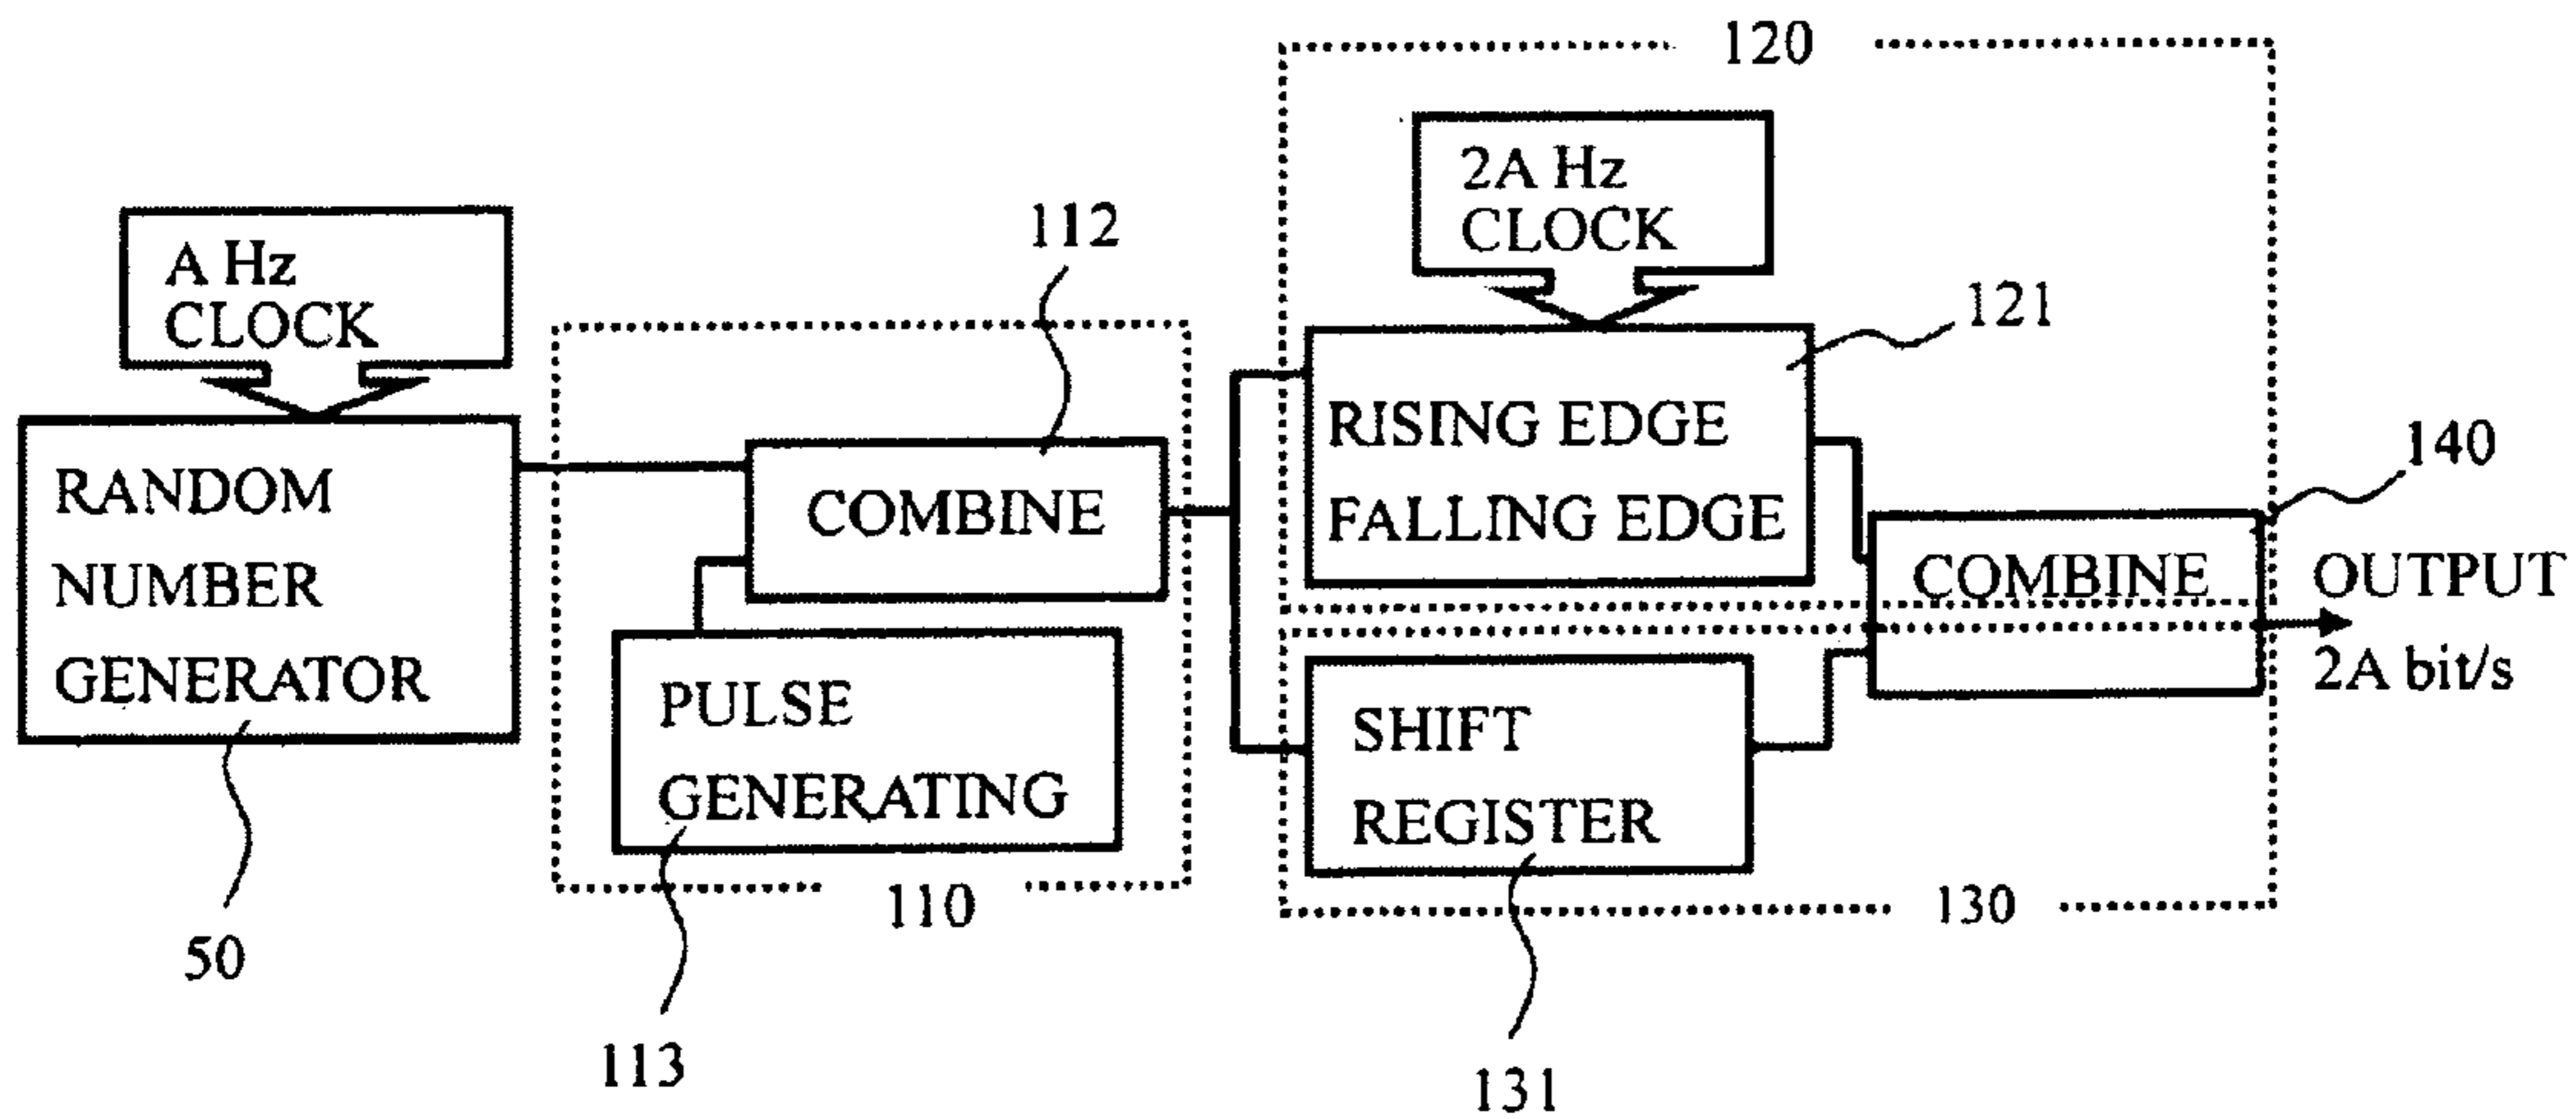 120
2A Hz
CLOCK
112
A Hz
CLOCK
121
RISING EDGE
FALLING EDGE
140
RANDOM
NUMBER
GENERATOR
COMBINE
COMBINE
OUTPUT
2A bit/s
PULSE
GENERATING
SHIFT
REGISTER
110
130
50
113
131